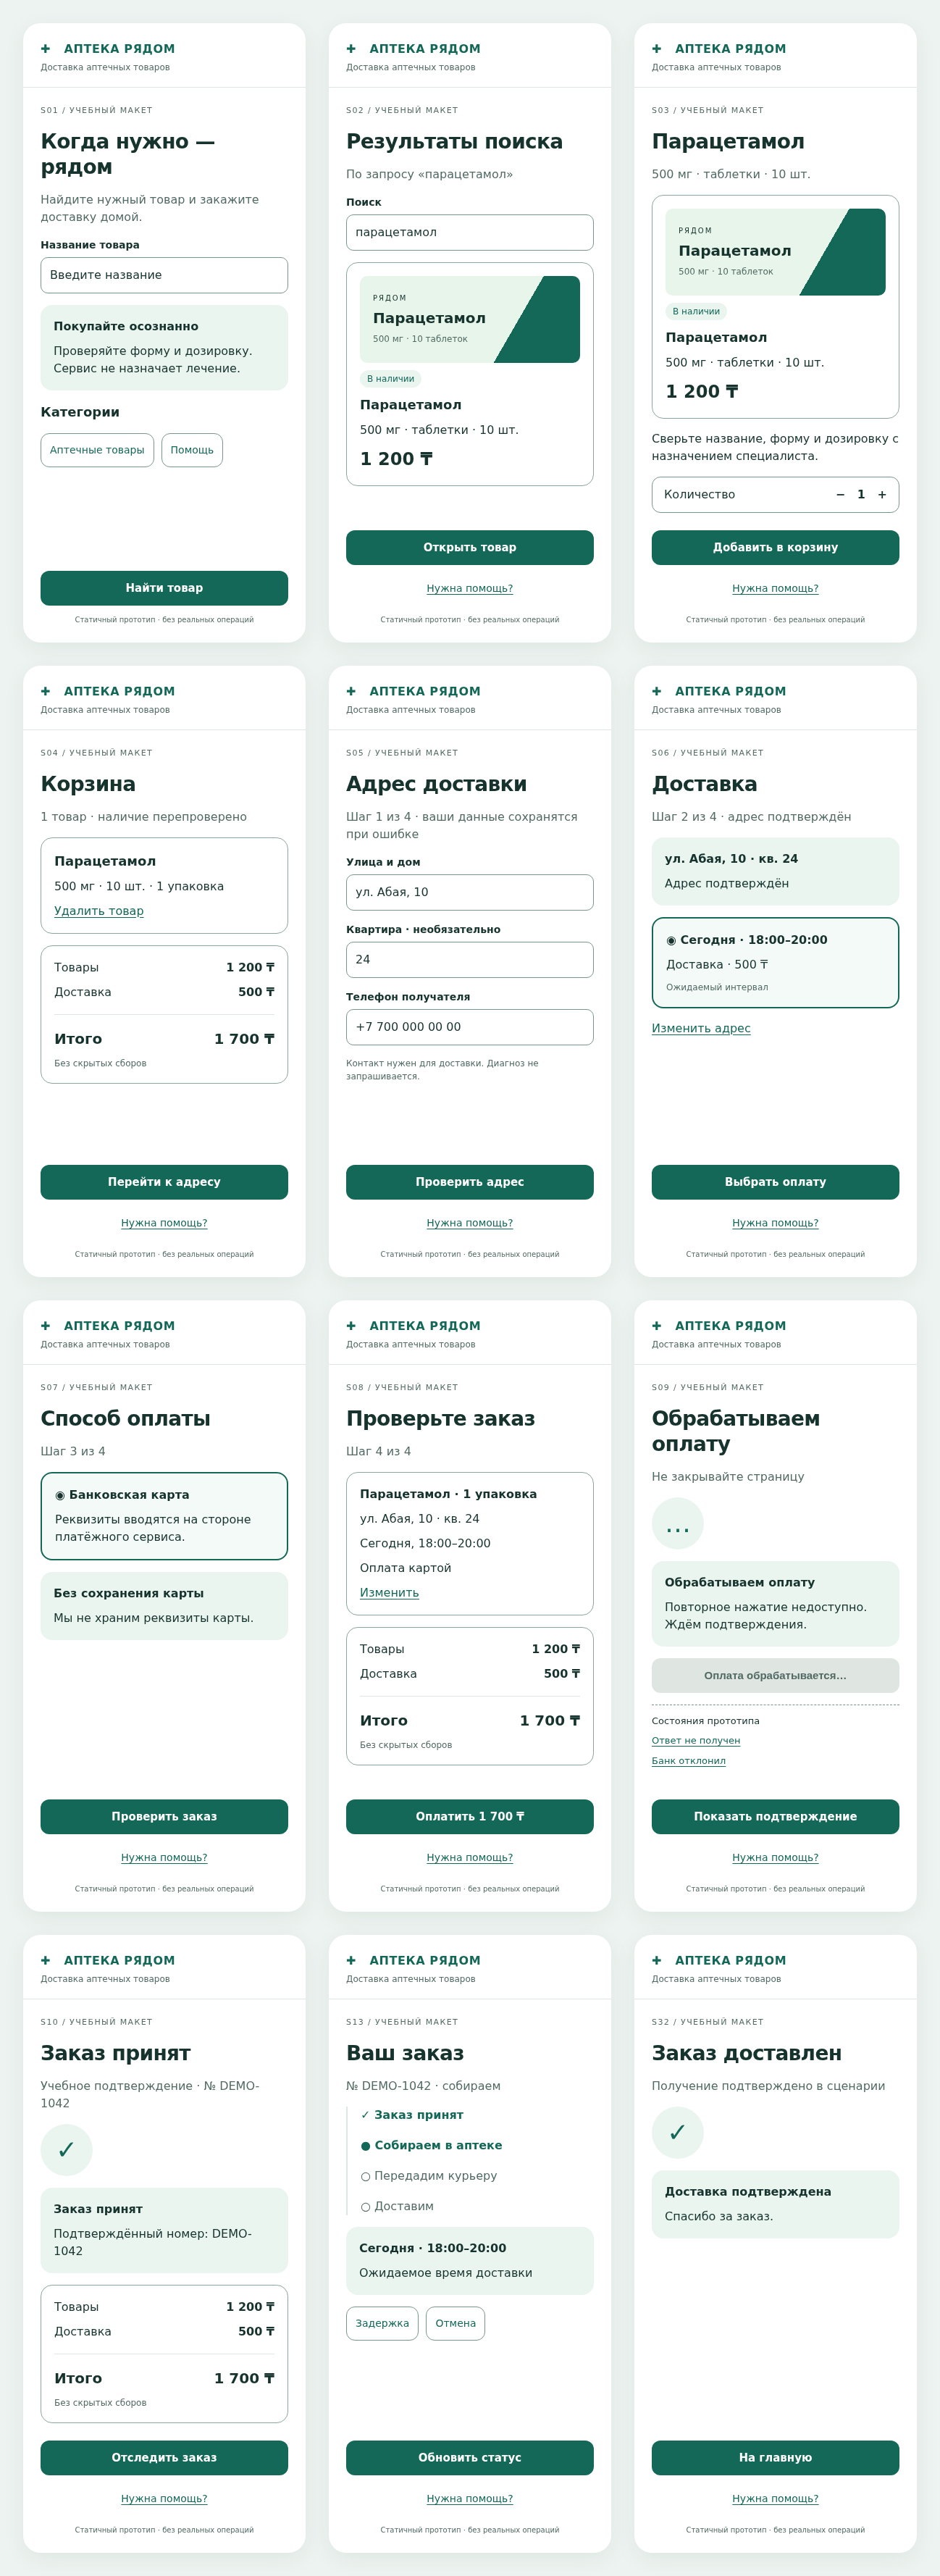 ✚ АПТЕКА РЯДОМ
Доставка аптечных товаров
S01 / УЧЕБНЫЙ МАКЕТ
Когда нужно —
рядом
Найдите нужный товар и закажите
доставку домой.
Название товара
Введите название
Покупайте осознанно
Проверяйте форму и дозировку.
Сервис не назначает лечение.
Категории
Аптечные товары
Помощь
Найти товар
Статичный прототип · без реальных операций
✚ АПТЕКА РЯДОМ
Доставка аптечных товаров
S02 / УЧЕБНЫЙ МАКЕТ
Результаты поиска
По запросу «парацетамол»
Поиск
парацетамол
РЯДОМ
Парацетамол
500 мг · 10 таблеток
В наличии
Парацетамол
500 мг · таблетки · 10 шт.
1 200 ₸
Открыть товар
Нужна помощь?
Статичный прототип · без реальных операций
✚ АПТЕКА РЯДОМ
Доставка аптечных товаров
S03 / УЧЕБНЫЙ МАКЕТ
Парацетамол
500 мг · таблетки · 10 шт.
РЯДОМ
Парацетамол
500 мг · 10 таблеток
В наличии
Парацетамол
500 мг · таблетки · 10 шт.
1 200 ₸
Сверьте название, форму и дозировку с
назначением специалиста.
Количество − 1 +
Добавить в корзину
Нужна помощь?
Статичный прототип · без реальных операций
✚ АПТЕКА РЯДОМ
Доставка аптечных товаров
S04 / УЧЕБНЫЙ МАКЕТ
Корзина
1 товар · наличие перепроверено
Парацетамол
500 мг · 10 шт. · 1 упаковка
Удалить товар
Товары 1 200 ₸
Доставка 500 ₸
Итого 1 700 ₸
Без скрытых сборов
Перейти к адресу
Нужна помощь?
Статичный прототип · без реальных операций
✚ АПТЕКА РЯДОМ
Доставка аптечных товаров
S05 / УЧЕБНЫЙ МАКЕТ
Адрес доставки
Шаг 1 из 4 · ваши данные сохранятся
при ошибке
Улица и дом
ул. Абая, 10
Квартира · необязательно
24
Телефон получателя
+7 700 000 00 00
Контакт нужен для доставки. Диагноз не
запрашивается.
Проверить адрес
Нужна помощь?
Статичный прототип · без реальных операций
✚ АПТЕКА РЯДОМ
Доставка аптечных товаров
S06 / УЧЕБНЫЙ МАКЕТ
Доставка
Шаг 2 из 4 · адрес подтверждён
ул. Абая, 10 · кв. 24
Адрес подтверждён
◉ Сегодня · 18:00–20:00
Доставка · 500 ₸
Ожидаемый интервал
Изменить адрес
Выбрать оплату
Нужна помощь?
Статичный прототип · без реальных операций
✚ АПТЕКА РЯДОМ
Доставка аптечных товаров
S07 / УЧЕБНЫЙ МАКЕТ
Способ оплаты
Шаг 3 из 4
◉ Банковская карта
Реквизиты вводятся на стороне
платёжного сервиса.
Без сохранения карты
Мы не храним реквизиты карты.
Проверить заказ
Нужна помощь?
Статичный прототип · без реальных операций
✚ АПТЕКА РЯДОМ
Доставка аптечных товаров
S08 / УЧЕБНЫЙ МАКЕТ
Проверьте заказ
Шаг 4 из 4
Парацетамол · 1 упаковка
ул. Абая, 10 · кв. 24
Сегодня, 18:00–20:00
Оплата картой
Изменить
Товары 1 200 ₸
Доставка 500 ₸
Итого 1 700 ₸
Без скрытых сборов
Оплатить 1 700 ₸
Нужна помощь?
Статичный прототип · без реальных операций
✚ АПТЕКА РЯДОМ
Доставка аптечных товаров
S09 / УЧЕБНЫЙ МАКЕТ
Обрабатываем
оплату
Не закрывайте страницу
…
Обрабатываем оплату
Повторное нажатие недоступно.
Ждём подтверждения.
Оплата обрабатывается…
Состояния прототипа
Ответ не получен
Банк отклонил
Показать подтверждение
Нужна помощь?
Статичный прототип · без реальных операций
✚ АПТЕКА РЯДОМ
Доставка аптечных товаров
S10 / УЧЕБНЫЙ МАКЕТ
Заказ принят
Учебное подтверждение · № DEMO-
1042
✓
Заказ принят
Подтверждённый номер: DEMO-
1042
Товары 1 200 ₸
Доставка 500 ₸
Итого 1 700 ₸
Без скрытых сборов
Отследить заказ
Нужна помощь?
Статичный прототип · без реальных операций
✚ АПТЕКА РЯДОМ
Доставка аптечных товаров
S13 / УЧЕБНЫЙ МАКЕТ
Ваш заказ
№ DEMO-1042 · собираем
✓ Заказ принят
● Собираем в аптеке
○ Передадим курьеру
○ Доставим
Сегодня · 18:00–20:00
Ожидаемое время доставки
Задержка
Отмена
Обновить статус
Нужна помощь?
Статичный прототип · без реальных операций
✚ АПТЕКА РЯДОМ
Доставка аптечных товаров
S32 / УЧЕБНЫЙ МАКЕТ
Заказ доставлен
Получение подтверждено в сценарии
✓
Доставка подтверждена
Спасибо за заказ.
На главную
Нужна помощь?
Статичный прототип · без реальных операций